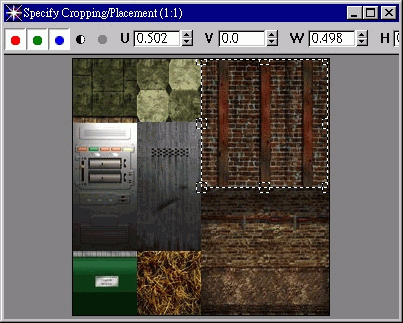 Specify Cropping/Placement (1:1)
U 0.502 V 0.0 W 0.498 H